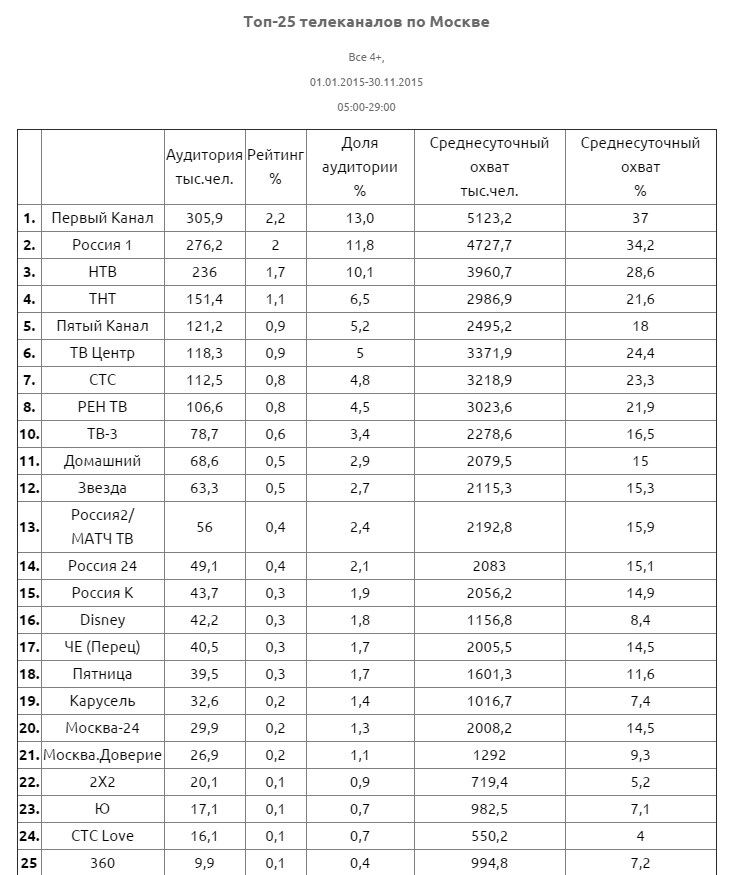 Топ-25 телеканалов по Москве
Все 4+,
01.01.2015-30.11.2015
05:00-29:00
Аудитория тыс.чел. Рейтинг % Доля аудитории % Среднесуточный охват тыс.чел. Среднесуточный охват %
1. Первый Канал 305,9 2,2 13,0 5123,2 37
2. Россия 1 276,2 2 11,8 4727,7 34,2
3. НТВ 236 1,7 10,1 3960,7 28,6
4. ТНТ 151,4 1,1 6,5 2986,9 21,6
5. Пятый Канал 121,2 0,9 5,2 2495,2 18
6. ТВ Центр 118,3 0,9 5 3371,9 24,4
7. СТС 112,5 0,8 4,8 3218,9 23,3
8. РЕН ТВ 106,6 0,8 4,5 3023,6 21,9
10. ТВ-3 78,7 0,6 3,4 2278,6 16,5
11. Домашний 68,6 0,5 2,9 2079,5 15
12. Звезда 63,3 0,5 2,7 2115,3 15,3
13. Россия2/ МАТЧ ТВ 56 0,4 2,4 2192,8 15,9
14. Россия 24 49,1 0,4 2,1 2083 15,1
15. Россия К 43,7 0,3 1,9 2056,2 14,9
16. Disney 42,2 0,3 1,8 1156,8 8,4
17. ЧЕ (Перец) 40,5 0,3 1,7 2005,5 14,5
18. Пятница 39,5 0,3 1,7 1601,3 11,6
19. Карусель 32,6 0,2 1,4 1016,7 7,4
20. Москва-24 29,9 0,2 1,3 2008,2 14,5
21. Москва.Доверие 26,9 0,2 1,1 1292 9,3
22. 2X2 20,1 0,1 0,9 719,4 5,2
23. Ю 17,1 0,1 0,7 982,5 7,1
24. СТС Love 16,1 0,1 0,7 550,2 4
25 360 9,9 0,1 0,4 994,8 7,2